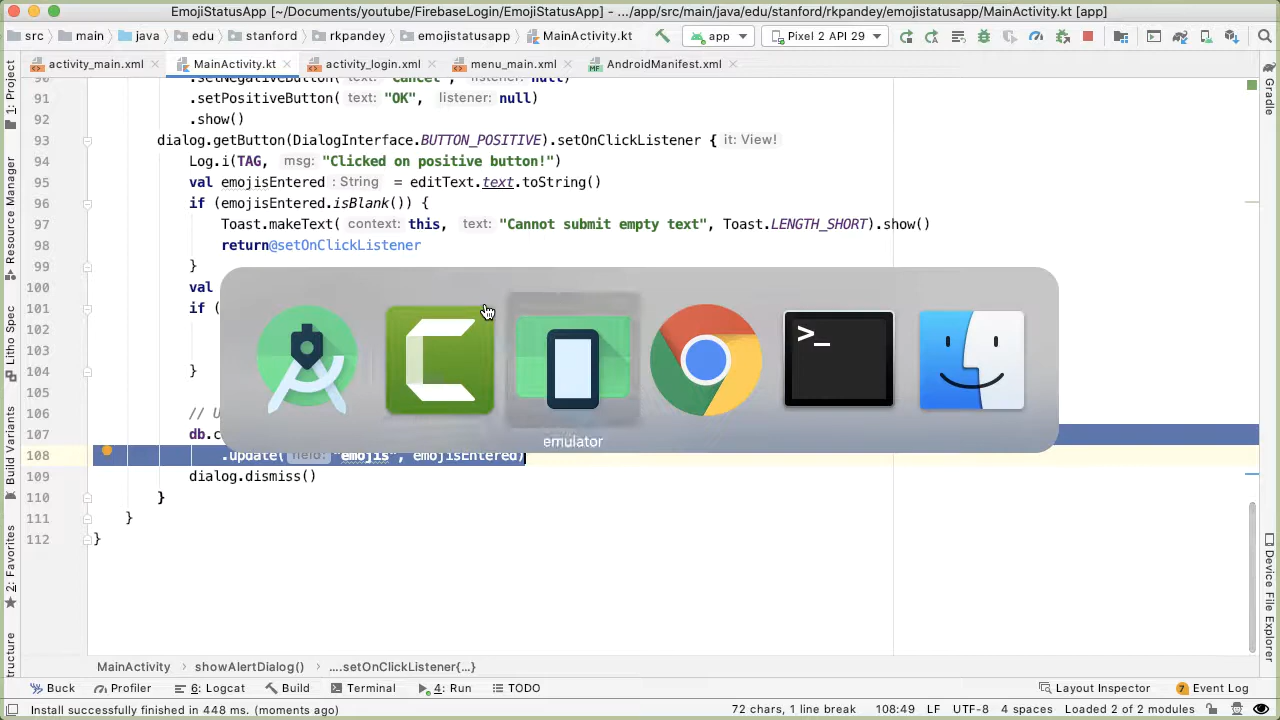 EmojiStatusApp [~/Documents/youtube/FirebaseLogin/EmojiStatusApp] - .../app/src/main/java/edu/stanford/rkpandey/emojistatusapp/MainActivity.kt [app]
src main java edu stanford rkpandey emojistatusapp MainActivity.kt app Pixel 2 API 29
activity_main.xml MainActivity.kt activity_login.xml menu_main.xml AndroidManifest.xml
90 .setNegativeButton( text: "Cancel", listener: null)
91 .setPositiveButton( text: "OK", listener: null)
92 .show()
93 dialog.getButton(DialogInterface.BUTTON_POSITIVE).setOnClickListener { it: View!
94 Log.i(TAG, msg: "Clicked on positive button!")
95 val emojisEntered : String = editText.text.toString()
96 if (emojisEntered.isBlank()) {
97 Toast.makeText( context: this, text: "Cannot submit empty text", Toast.LENGTH_SHORT).show()
98 return@setOnClickListener
99 }
100 val
101 if (
102
103
104 }
105
106 //
107 db.c
108 .update( field: "emojis", emojisEntered)
109 dialog.dismiss()
110 }
111 }
112 }
>_
emulator
1: Project
Resource Manager
Litho Spec
Build Variants
2: Favorites
Gradle
Device File Explorer
MainActivity showAlertDialog() ....setOnClickListener{...}
Buck Profiler 6: Logcat Build Terminal 4: Run TODO Layout Inspector 7 Event Log
Install successfully finished in 448 ms. (moments ago) 72 chars, 1 line break 108:49 LF UTF-8 4 spaces Loaded 2 of 2 modules